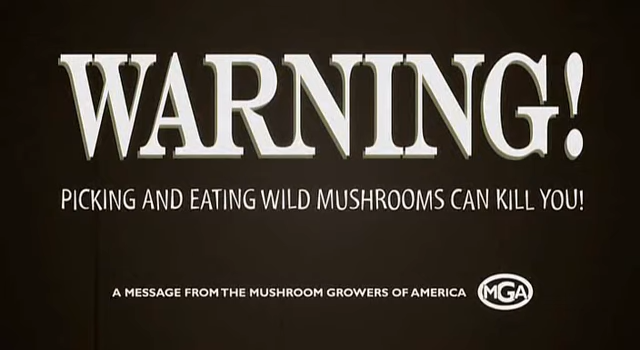 WARNING!
PICKING AND EATING WILD MUSHROOMS CAN KILL YOU!
A MESSAGE FROM THE MUSHROOM GROWERS OF AMERICA MGA